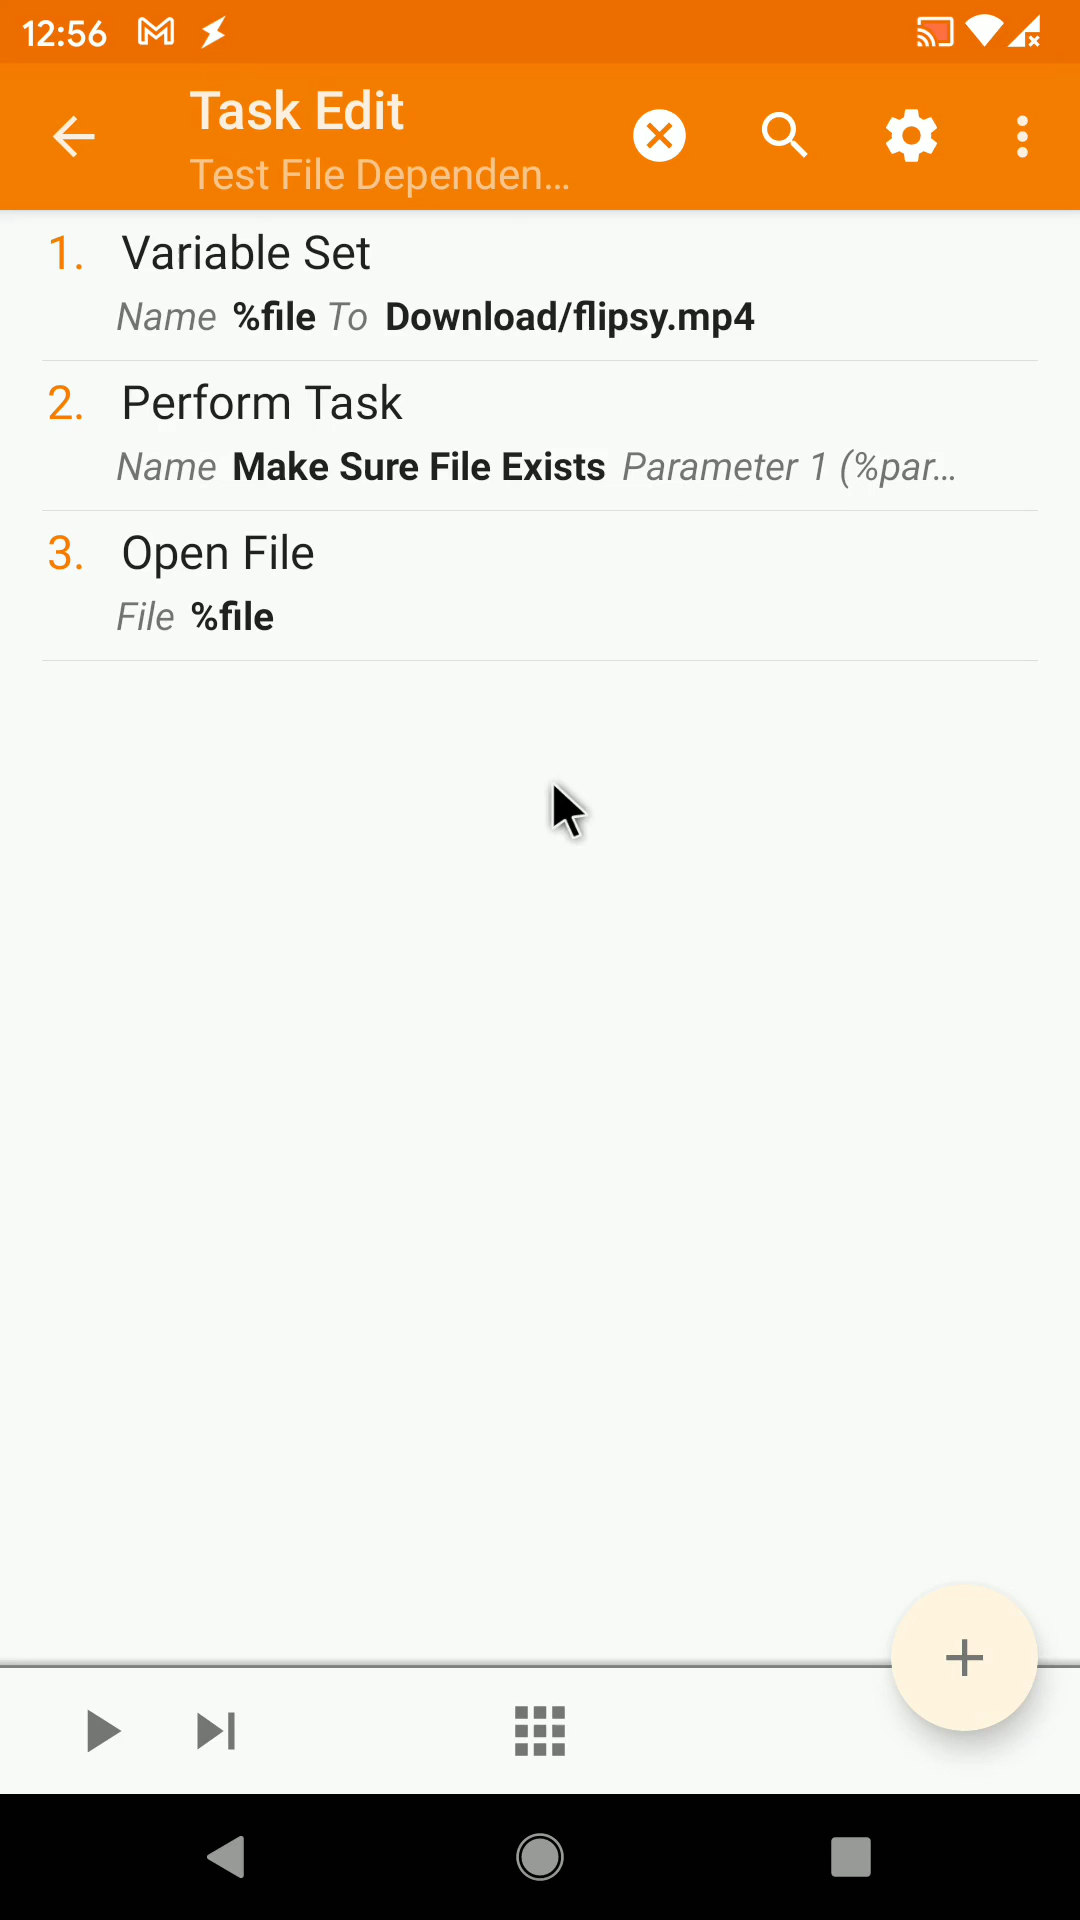 12:56
Task Edit
Test File Dependen...
1. Variable Set
Name %file To Download/flipsy.mp4
2. Perform Task
Name Make Sure File Exists Parameter 1 (%par...
3. Open File
File %file